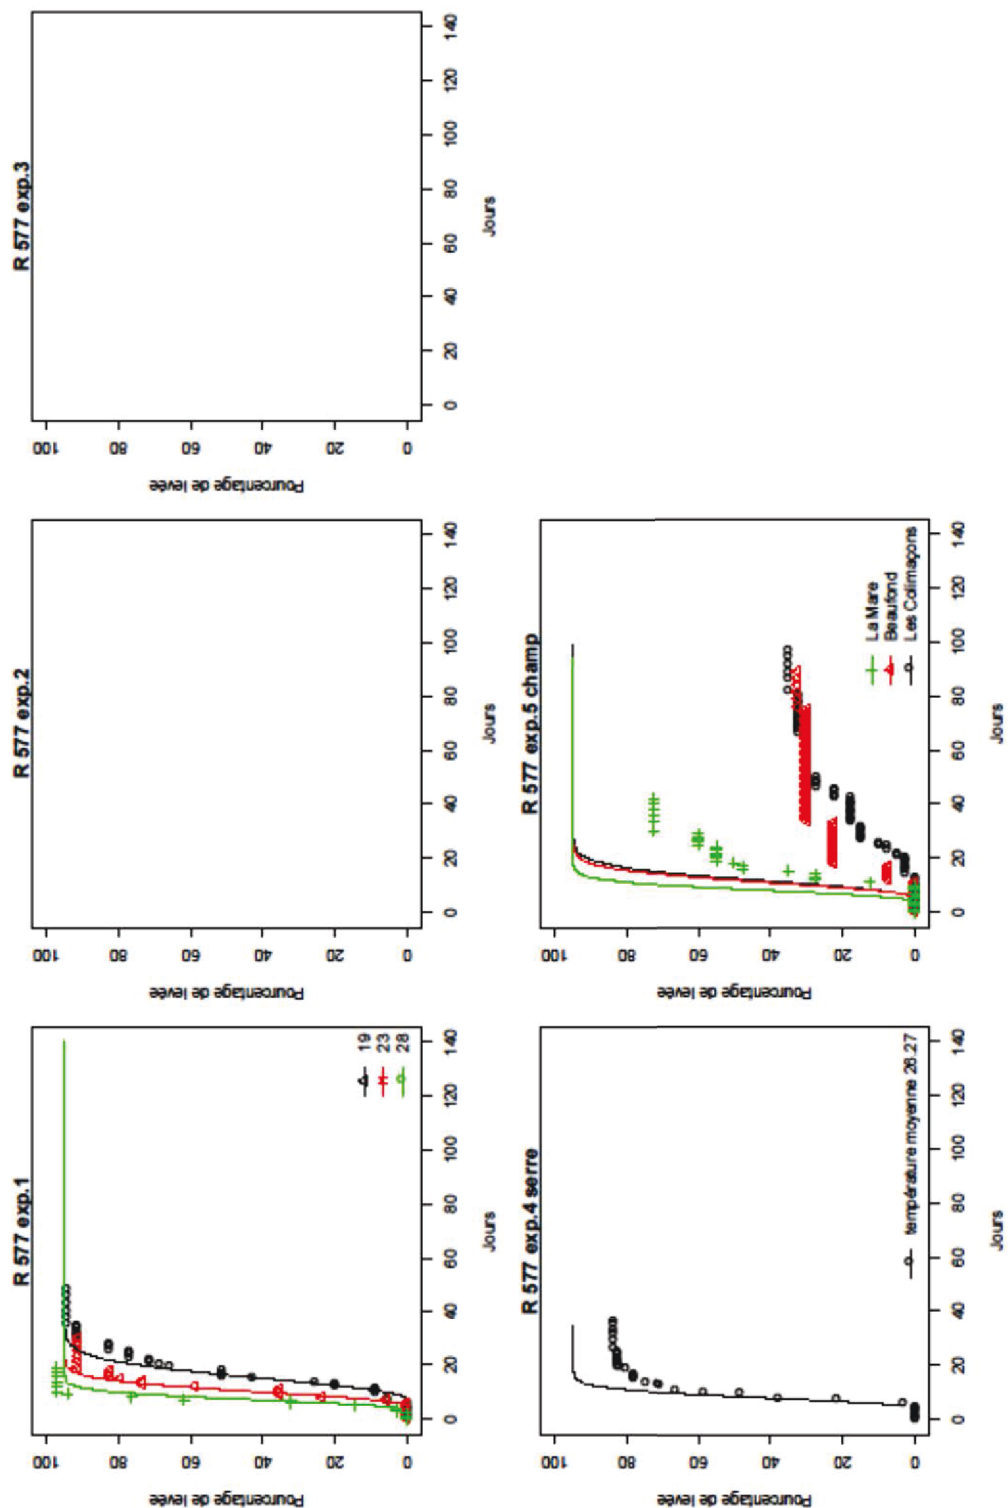 R 577 exp.1
Pourcentage de levée
100
80
60
40
20
0
0 20 40 60 80 100 120 140
Jours
19
23
28
R 577 exp.2
Pourcentage de levée
100
80
60
40
20
0
0 20 40 60 80 100 120 140
Jours
R 577 exp.3
Pourcentage de levée
100
80
60
40
20
0
0 20 40 60 80 100 120 140
Jours
R 577 exp.4 serre
Pourcentage de levée
100
80
60
40
20
0
0 20 40 60 80 100 120 140
Jours
température moyenne 26.27
R 577 exp.5 champ
Pourcentage de levée
100
80
60
40
20
0
0 20 40 60 80 100 120 140
Jours
La Mare
Beaufond
Les Colimaçons